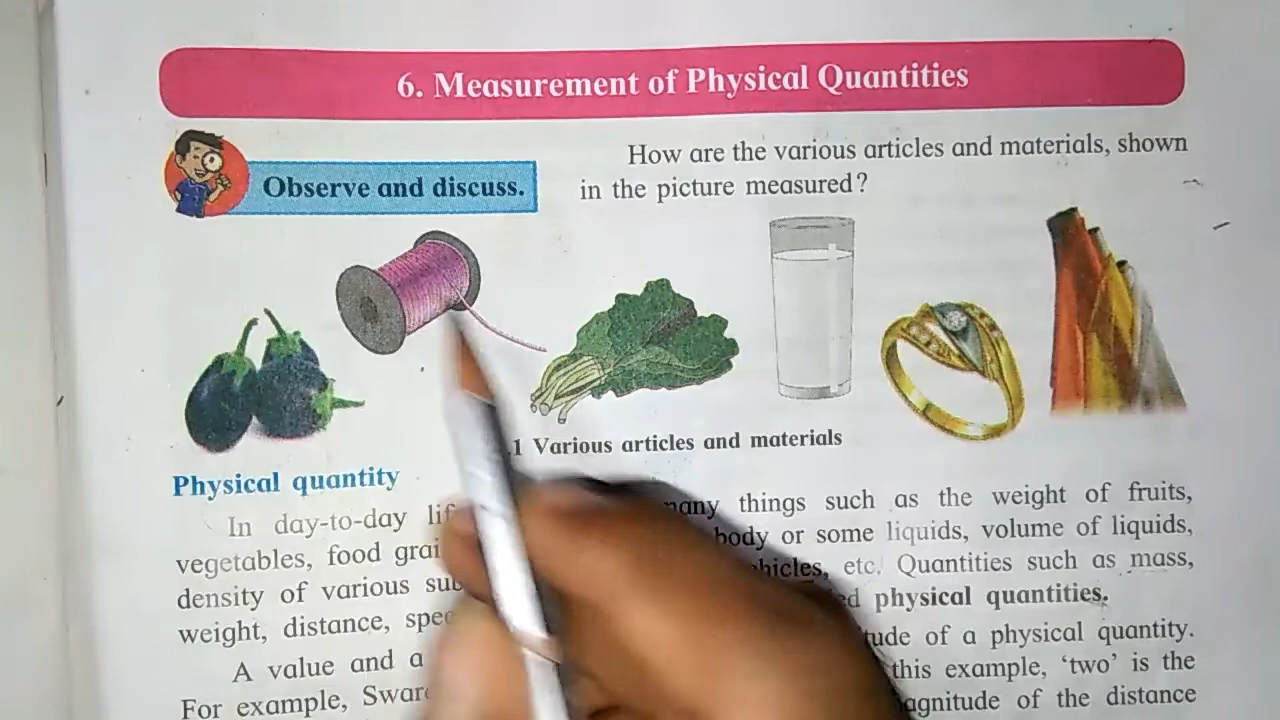 6. Measurement of Physical Quantities
Observe and discuss.
How are the various articles and materials, shown
in the picture measured?
.1 Various articles and materials
Physical quantity
In day-to-day many things such as the weight of fruits,
vegetables, food body or some liquids, volume of liquids,
density of various etc. Quantities such as mass,
weight, distance, physical quantities.
A value and a of a physical quantity.
For example, this example, ‘two’ is the
of the distance